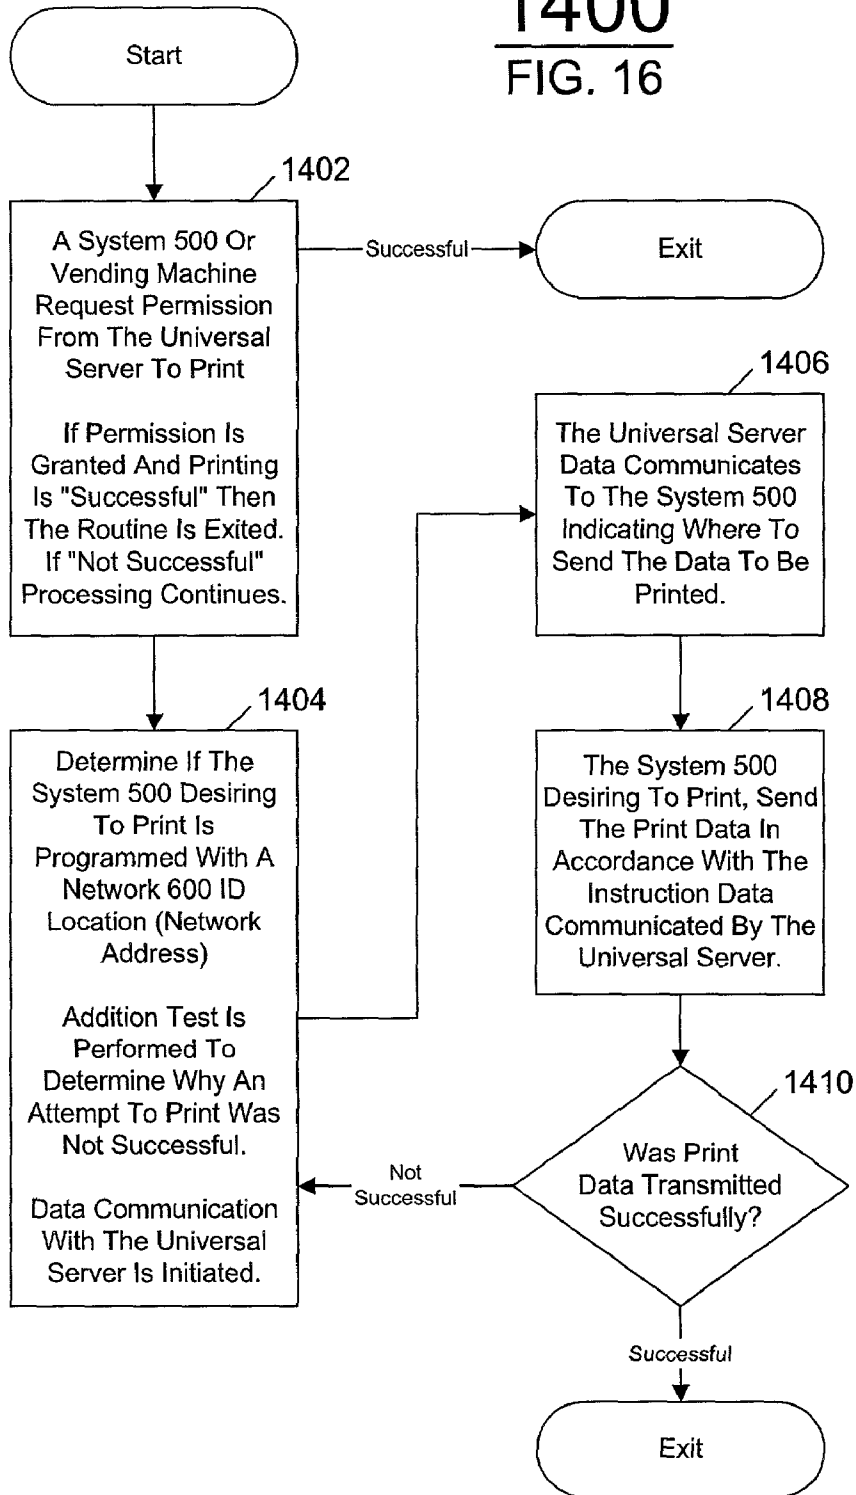 1400
FIG. 16
Start
1402
A System 500 Or
Vending Machine
Request Permission
From The Universal
Server To Print
If Permission Is
Granted And Printing
Is "Successful" Then
The Routine Is Exited.
If "Not Successful"
Processing Continues.
Successful
Exit
1404
Determine If The
System 500 Desiring
To Print Is
Programmed With A
Network 600 ID
Location (Network
Address)
Addition Test Is
Performed To
Determine Why An
Attempt To Print Was
Not Successful.
Data Communication
With The Universal
Server Is Initiated.
1406
The Universal Server
Data Communicates
To The System 500
Indicating Where To
Send The Data To Be
Printed.
1408
The System 500
Desiring To Print, Send
The Print Data In
Accordance With The
Instruction Data
Communicated By The
Universal Server.
1410
Was Print
Data Transmitted
Successfully?
Not
Successful
Successful
Exit